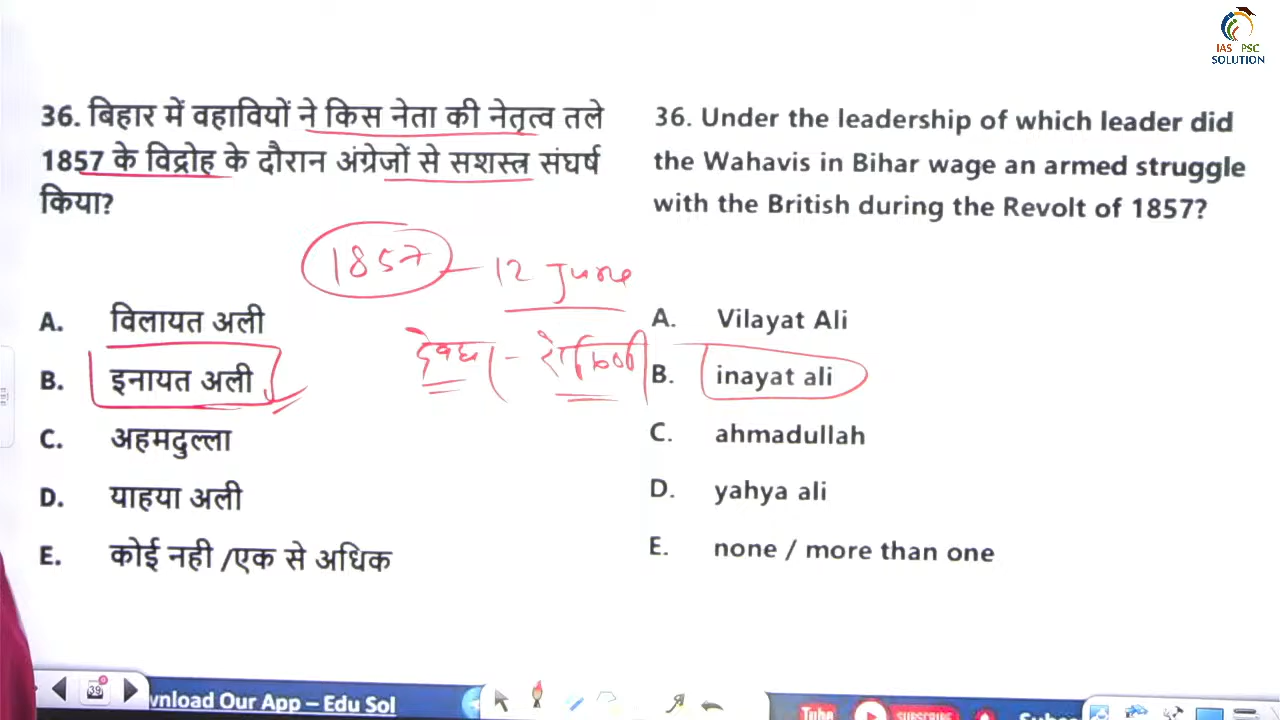 IAS PSC
SOLUTION
36. बिहार में वहावियों ने किस नेता की नेतृत्व तले
1857 के विद्रोह के दौरान अंग्रेजों से सशस्त्र संघर्ष
किया?
1857 - 12 June
A. विलायत अली
B. इनायत अली
C. अहमदुल्ला
D. याहया अली
E. कोई नही /एक से अधिक
36. Under the leadership of which leader did
the Wahavis in Bihar wage an armed struggle
with the British during the Revolt of 1857?
A. Vilayat Ali
B. inayat ali
C. ahmadullah
D. yahya ali
E. none / more than one
39
wnload Our App – Edu Sol
Tube
SUBSCRIBE